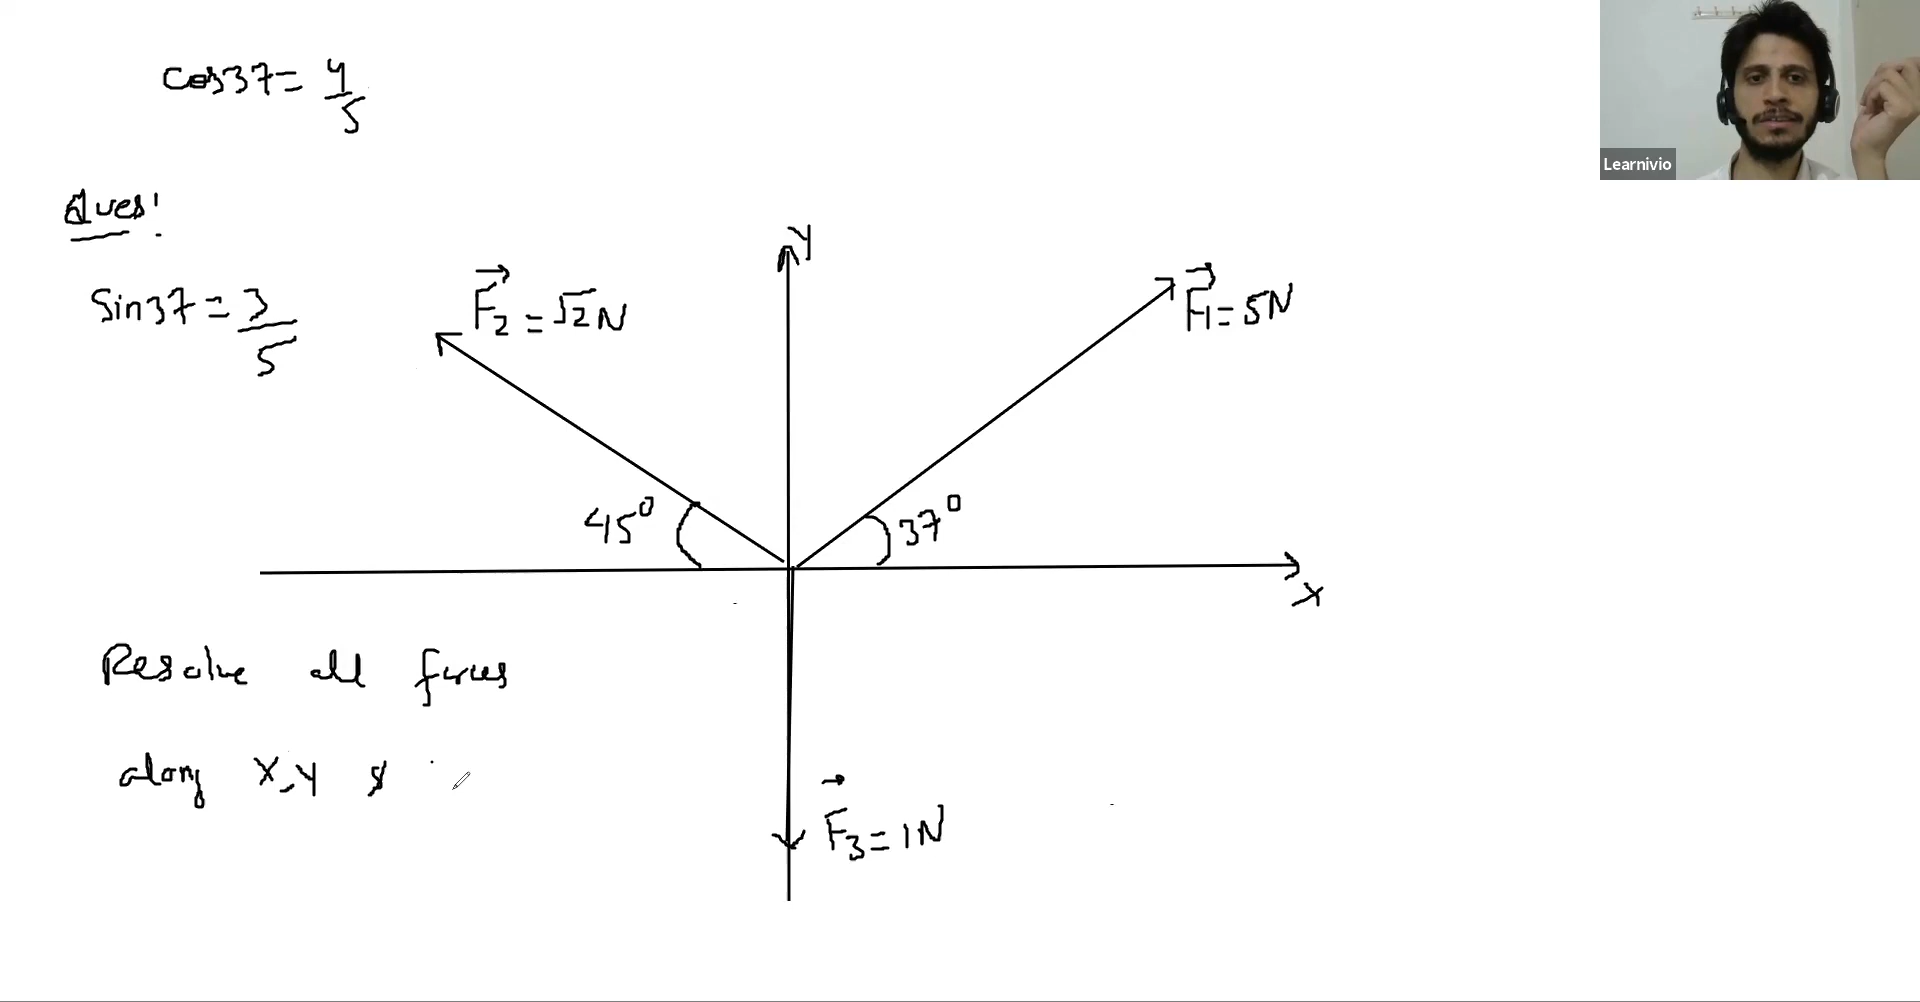 cos37 = 4/5
Ques:
Sin37 = 3/5
Y
F₂ = √2N
F₁ = 5N
45°
37°
X
Resolve all forces
along X, Y &
F₃ = 1N
Learnivio